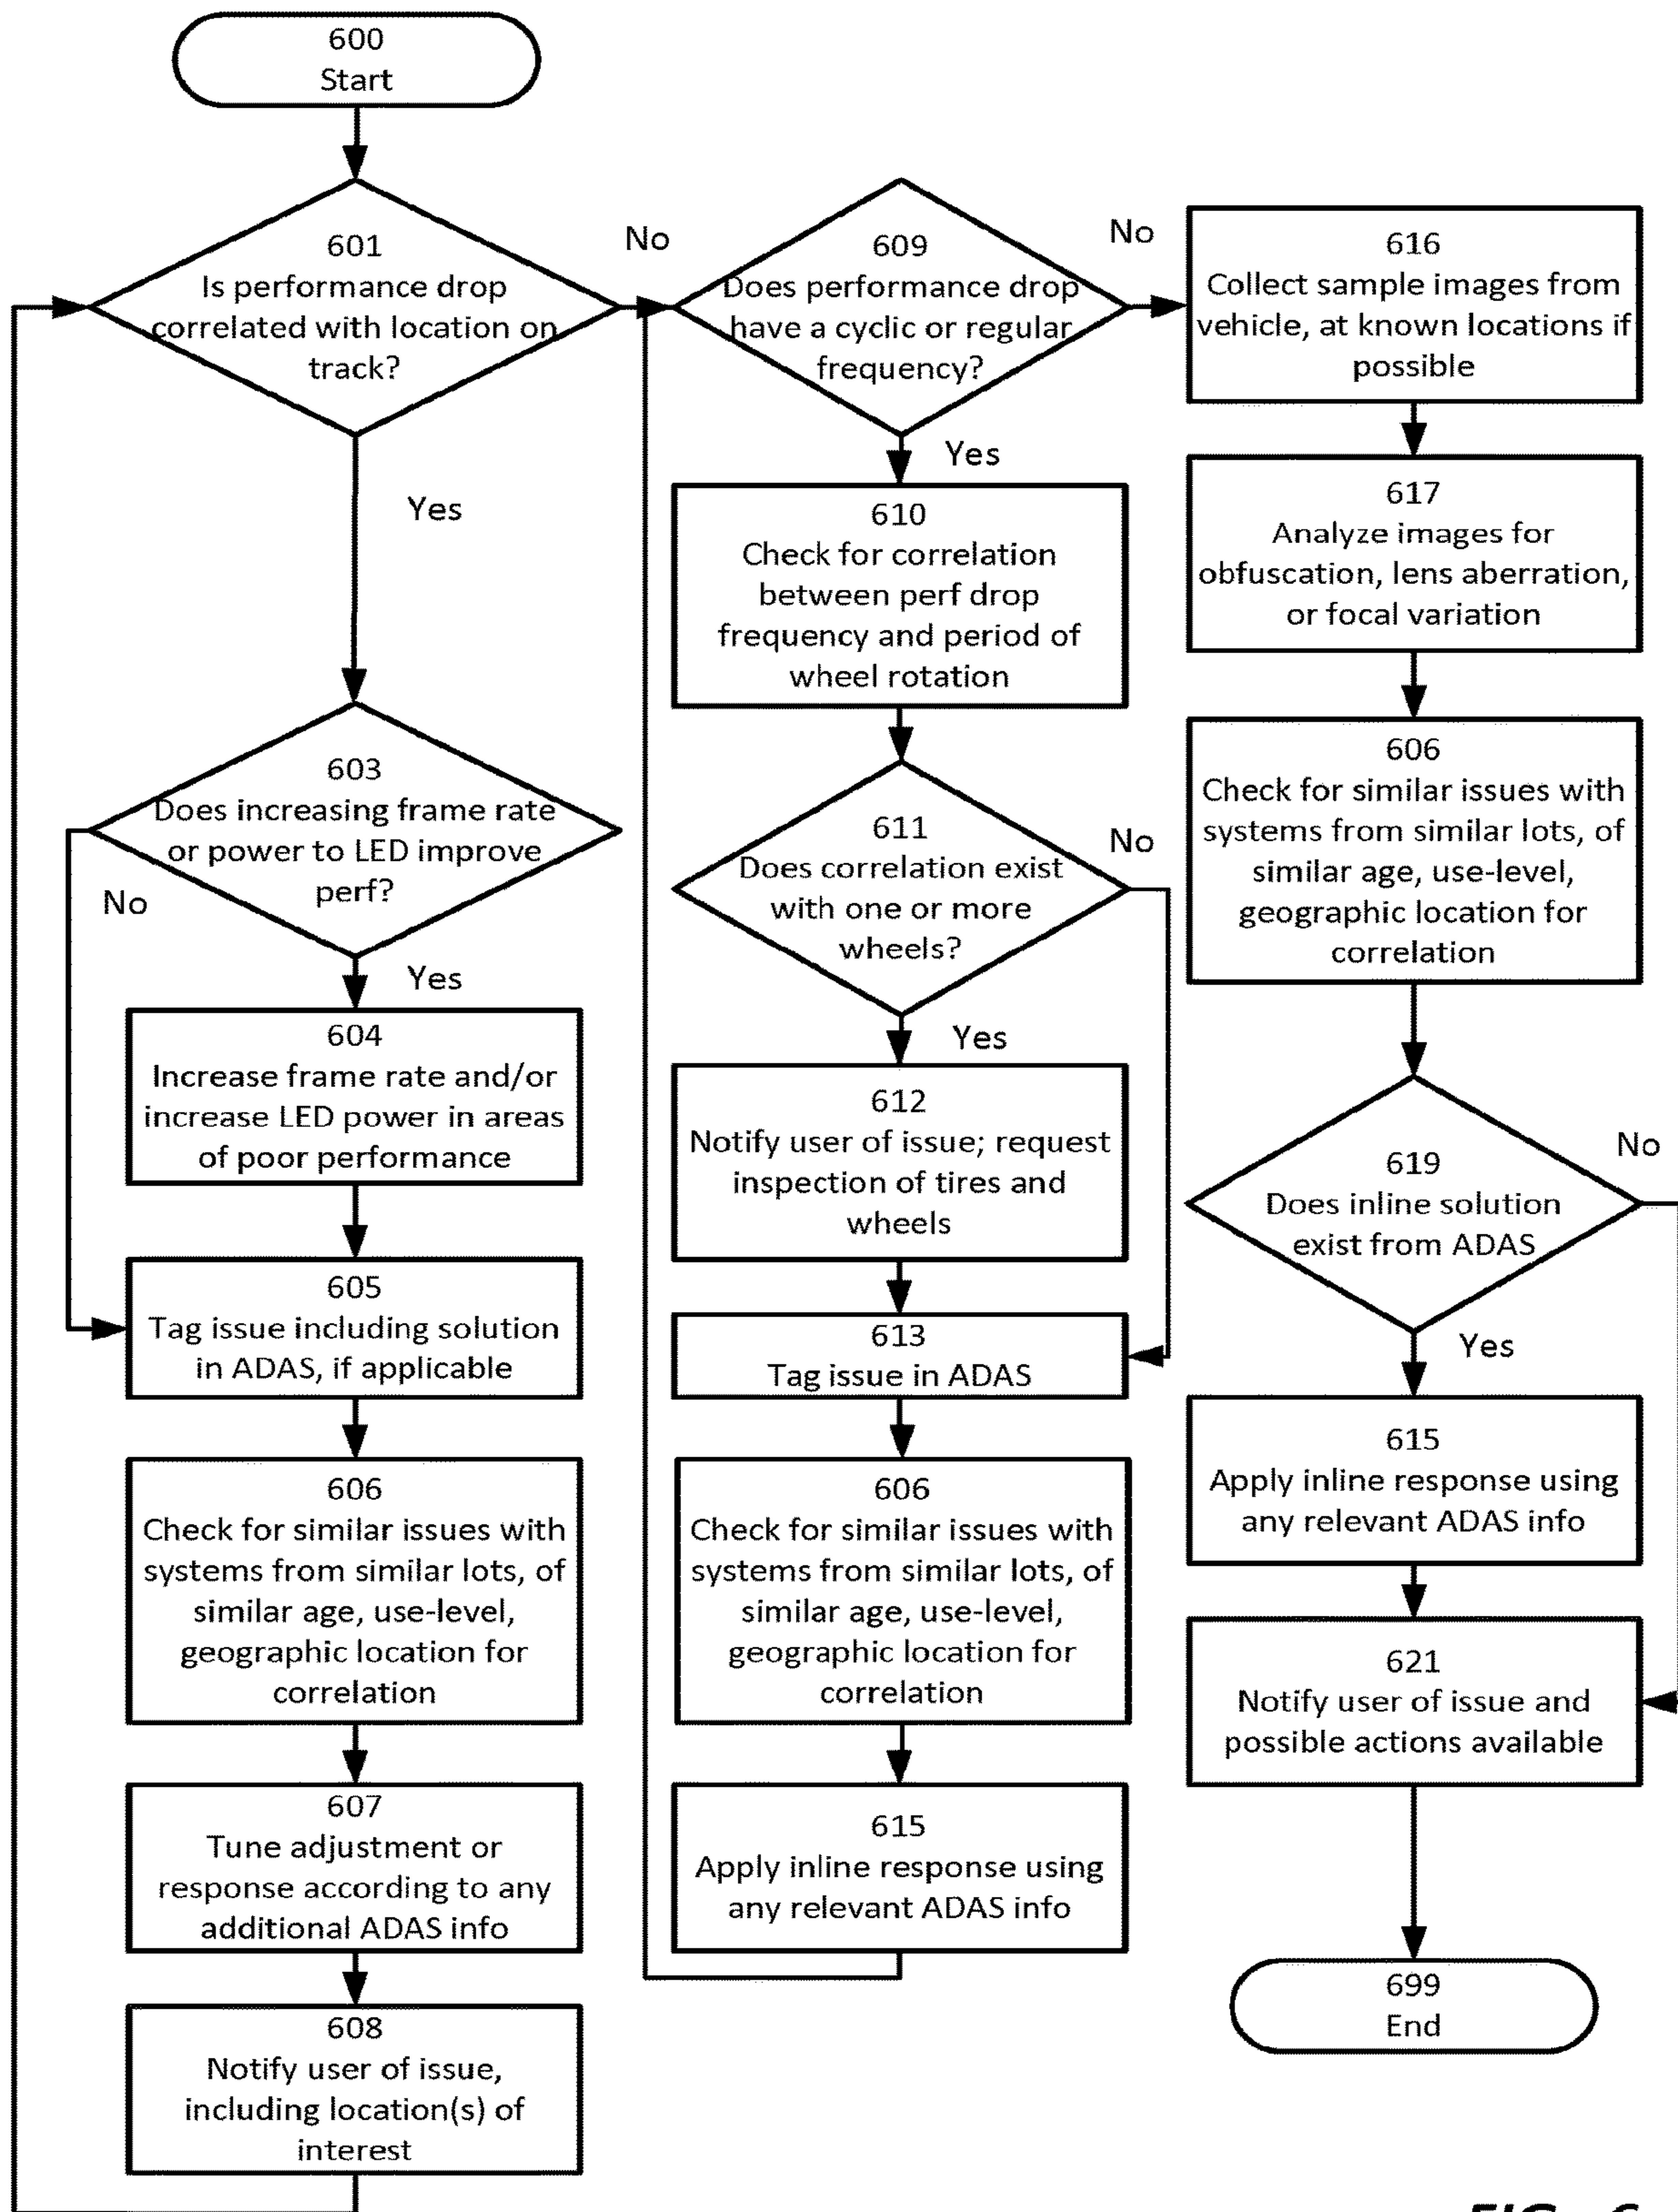 600
Start
601
Is performance drop
correlated with location on
track?
Yes
No
603
Does increasing frame rate
or power to LED improve
perf?
No
Yes
604
Increase frame rate and/or
increase LED power in areas
of poor performance
605
Tag issue including solution
in ADAS, if applicable
606
Check for similar issues with
systems from similar lots, of
similar age, use-level,
geographic location for
correlation
607
Tune adjustment or
response according to any
additional ADAS info
608
Notify user of issue,
including location(s) of
interest
609
Does performance drop
have a cyclic or regular
frequency?
No
Yes
610
Check for correlation
between perf drop
frequency and period of
wheel rotation
611
Does correlation exist
with one or more
wheels?
No
Yes
612
Notify user of issue; request
inspection of tires and
wheels
613
Tag issue in ADAS
606
Check for similar issues with
systems from similar lots, of
similar age, use-level,
geographic location for
correlation
615
Apply inline response using
any relevant ADAS info
616
Collect sample images from
vehicle, at known locations if
possible
617
Analyze images for
obfuscation, lens aberration,
or focal variation
606
Check for similar issues with
systems from similar lots, of
similar age, use-level,
geographic location for
correlation
619
Does inline solution
exist from ADAS
No
Yes
615
Apply inline response using
any relevant ADAS info
621
Notify user of issue and
possible actions available
699
End